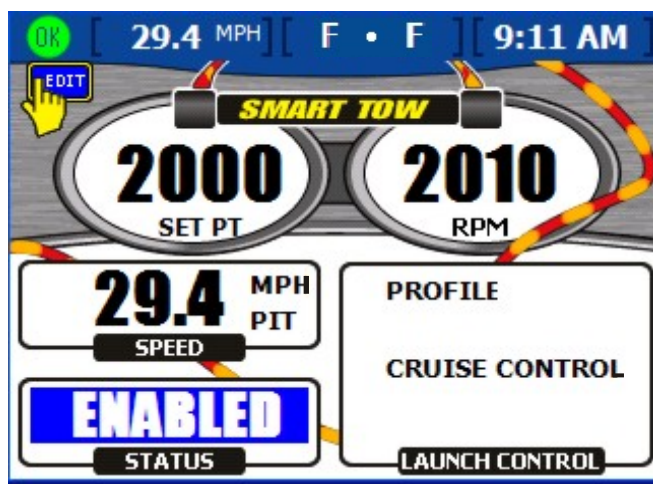 OK [ 29.4 MPH ][ F • F ][ 9:11 AM ]
EDIT
SMART TOW
2000
SET PT
2010
RPM
29.4 MPH
PIT
SPEED
ENABLED
STATUS
PROFILE
CRUISE CONTROL
LAUNCH CONTROL